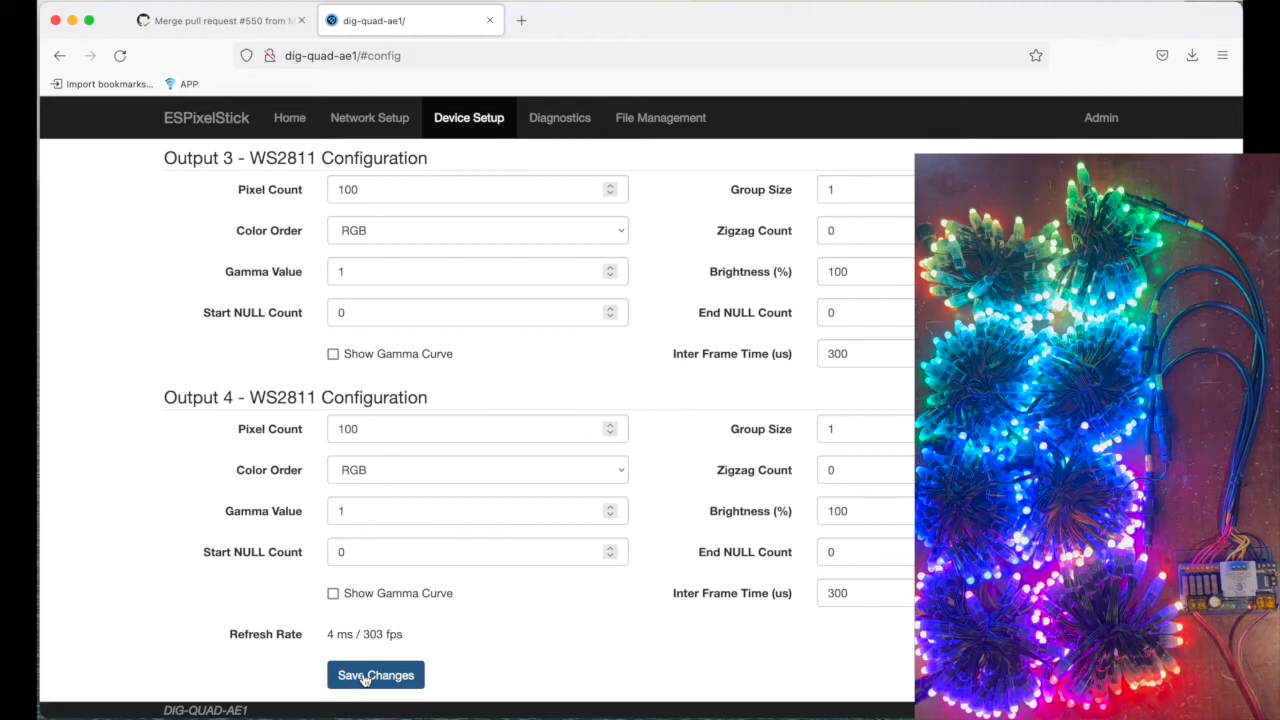 Merge pull request #550 from M
dig-quad-ae1/
dig-quad-ae1/#config
Import bookmarks... APP
ESPixelStick Home Network Setup Device Setup Diagnostics File Management Admin
Output 3 - WS2811 Configuration
Pixel Count 100 Group Size 1
Color Order RGB Zigzag Count 0
Gamma Value 1 Brightness (%) 100
Start NULL Count 0 End NULL Count 0
Show Gamma Curve Inter Frame Time (us) 300
Output 4 - WS2811 Configuration
Pixel Count 100 Group Size 1
Color Order RGB Zigzag Count 0
Gamma Value 1 Brightness (%) 100
Start NULL Count 0 End NULL Count 0
Show Gamma Curve Inter Frame Time (us) 300
Refresh Rate 4 ms / 303 fps
Save Changes
DIG-QUAD-AE1